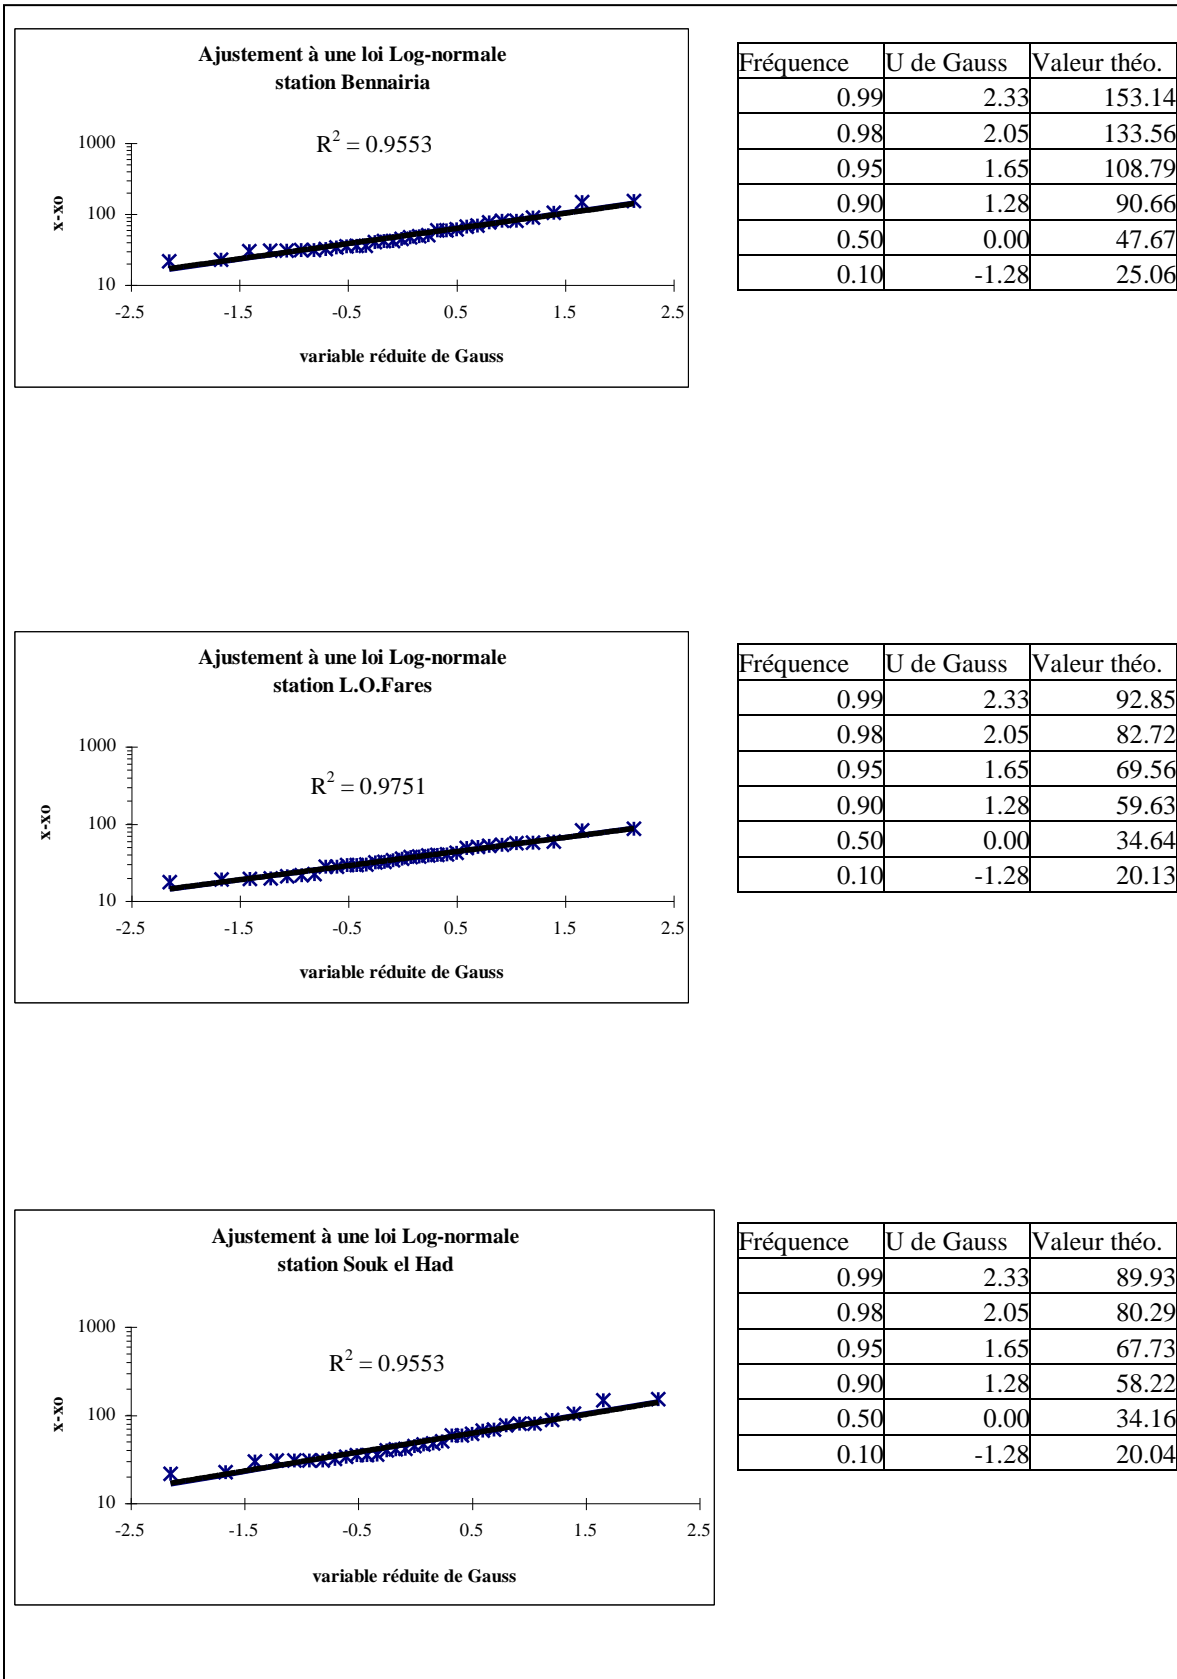 Ajustement à une loi Log-normale
station Bennairia
R² = 0.9553
1000
100
10
x-xo
-2.5 -1.5 -0.5 0.5 1.5 2.5
variable réduite de Gauss
Fréquence U de Gauss Valeur théo.
0.99 2.33 153.14
0.98 2.05 133.56
0.95 1.65 108.79
0.90 1.28 90.66
0.50 0.00 47.67
0.10 -1.28 25.06
Ajustement à une loi Log-normale
station L.O.Fares
R² = 0.9751
1000
100
10
x-xo
-2.5 -1.5 -0.5 0.5 1.5 2.5
variable réduite de Gauss
Fréquence U de Gauss Valeur théo.
0.99 2.33 92.85
0.98 2.05 82.72
0.95 1.65 69.56
0.90 1.28 59.63
0.50 0.00 34.64
0.10 -1.28 20.13
Ajustement à une loi Log-normale
station Souk el Had
R² = 0.9553
1000
100
10
x-xo
-2.5 -1.5 -0.5 0.5 1.5 2.5
variable réduite de Gauss
Fréquence U de Gauss Valeur théo.
0.99 2.33 89.93
0.98 2.05 80.29
0.95 1.65 67.73
0.90 1.28 58.22
0.50 0.00 34.16
0.10 -1.28 20.04